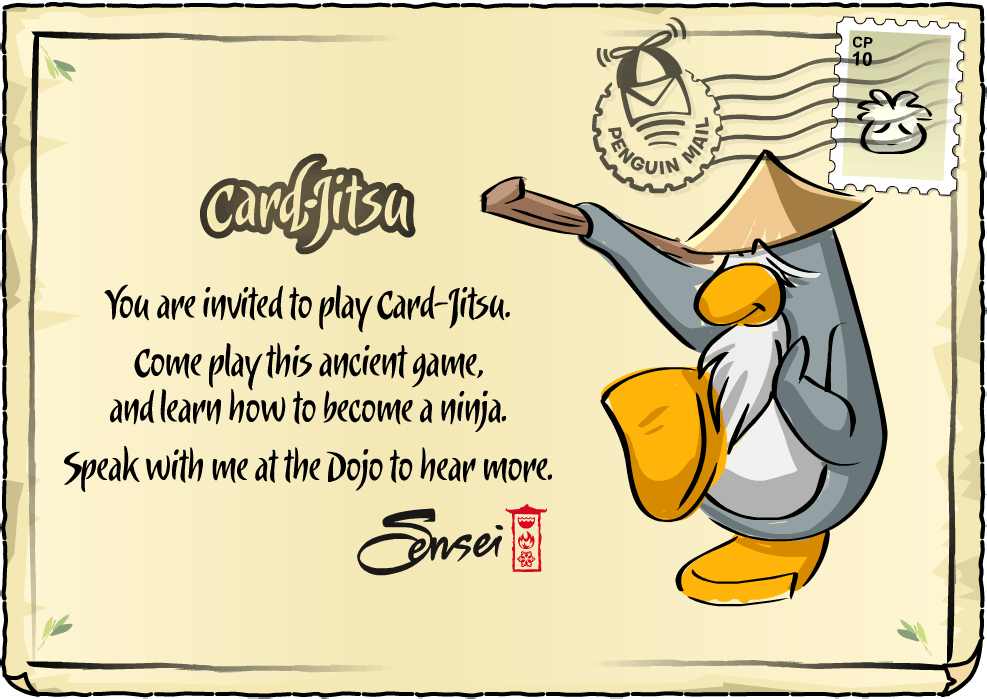 CP
10
PENGUIN MAIL
Card-Jitsu
You are invited to play Card-Jitsu.
Come play this ancient game,
and learn how to become a ninja.
Speak with me at the Dojo to hear more.
Sensei